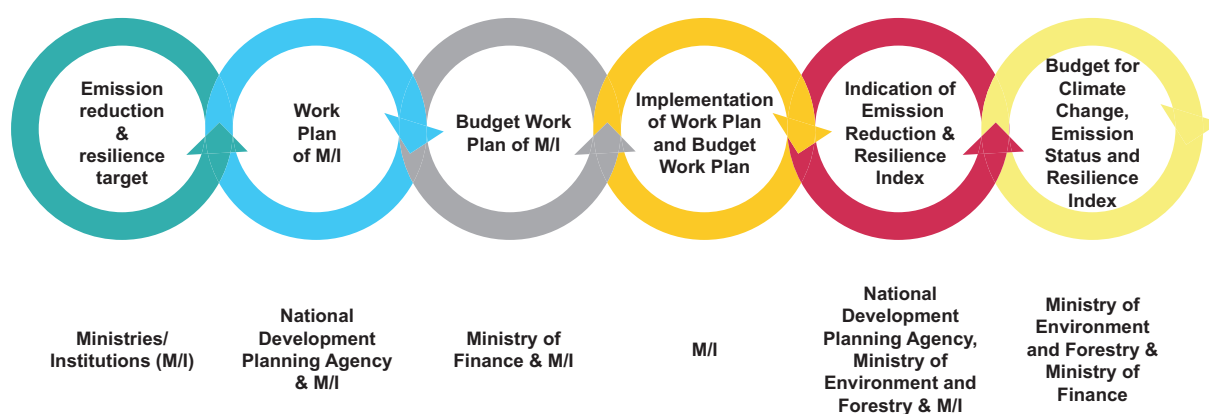 Emission
reduction
&
resilience
target
Work
Plan
of M/I
Budget Work
Plan of M/I
Implementation
of Work Plan
and Budget
Work Plan
Indication of
Emission
Reduction &
Resilience
Index
Budget for
Climate
Change,
Emission
Status and
Resilience
Index
Ministries/
Institutions (M/I)
National
Development
Planning Agency
& M/I
Ministry of
Finance & M/I
M/I
National
Development
Planning Agency,
Ministry of
Environment and
Forestry & M/I
Ministry of
Environment
and Forestry &
Ministry of
Finance